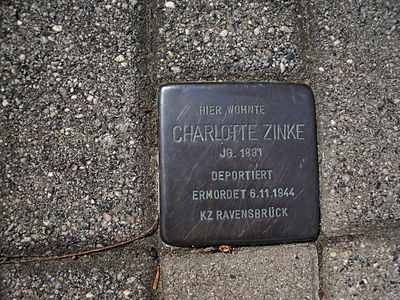 HIER WOHNTE
CHARLOTTE ZINKE
JG. 1891
DEPORTIERT
ERMORDET 6.11.1944
KZ RAVENSBRÜCK